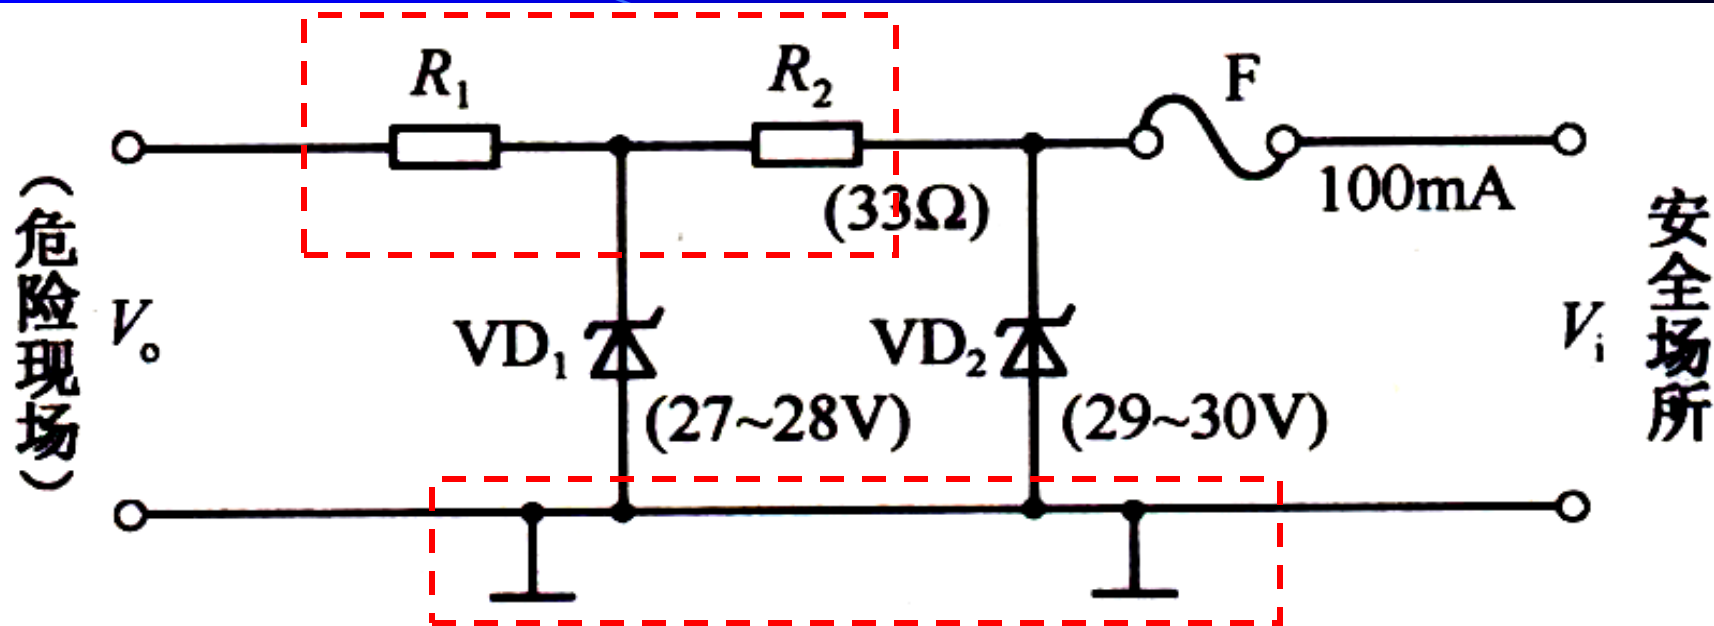 R₁
R₂
F
(33Ω)
100mA
（危险现场）
Vₒ
VD₁
VD₂
Vᵢ
安全场所
(27~28V)
(29~30V)